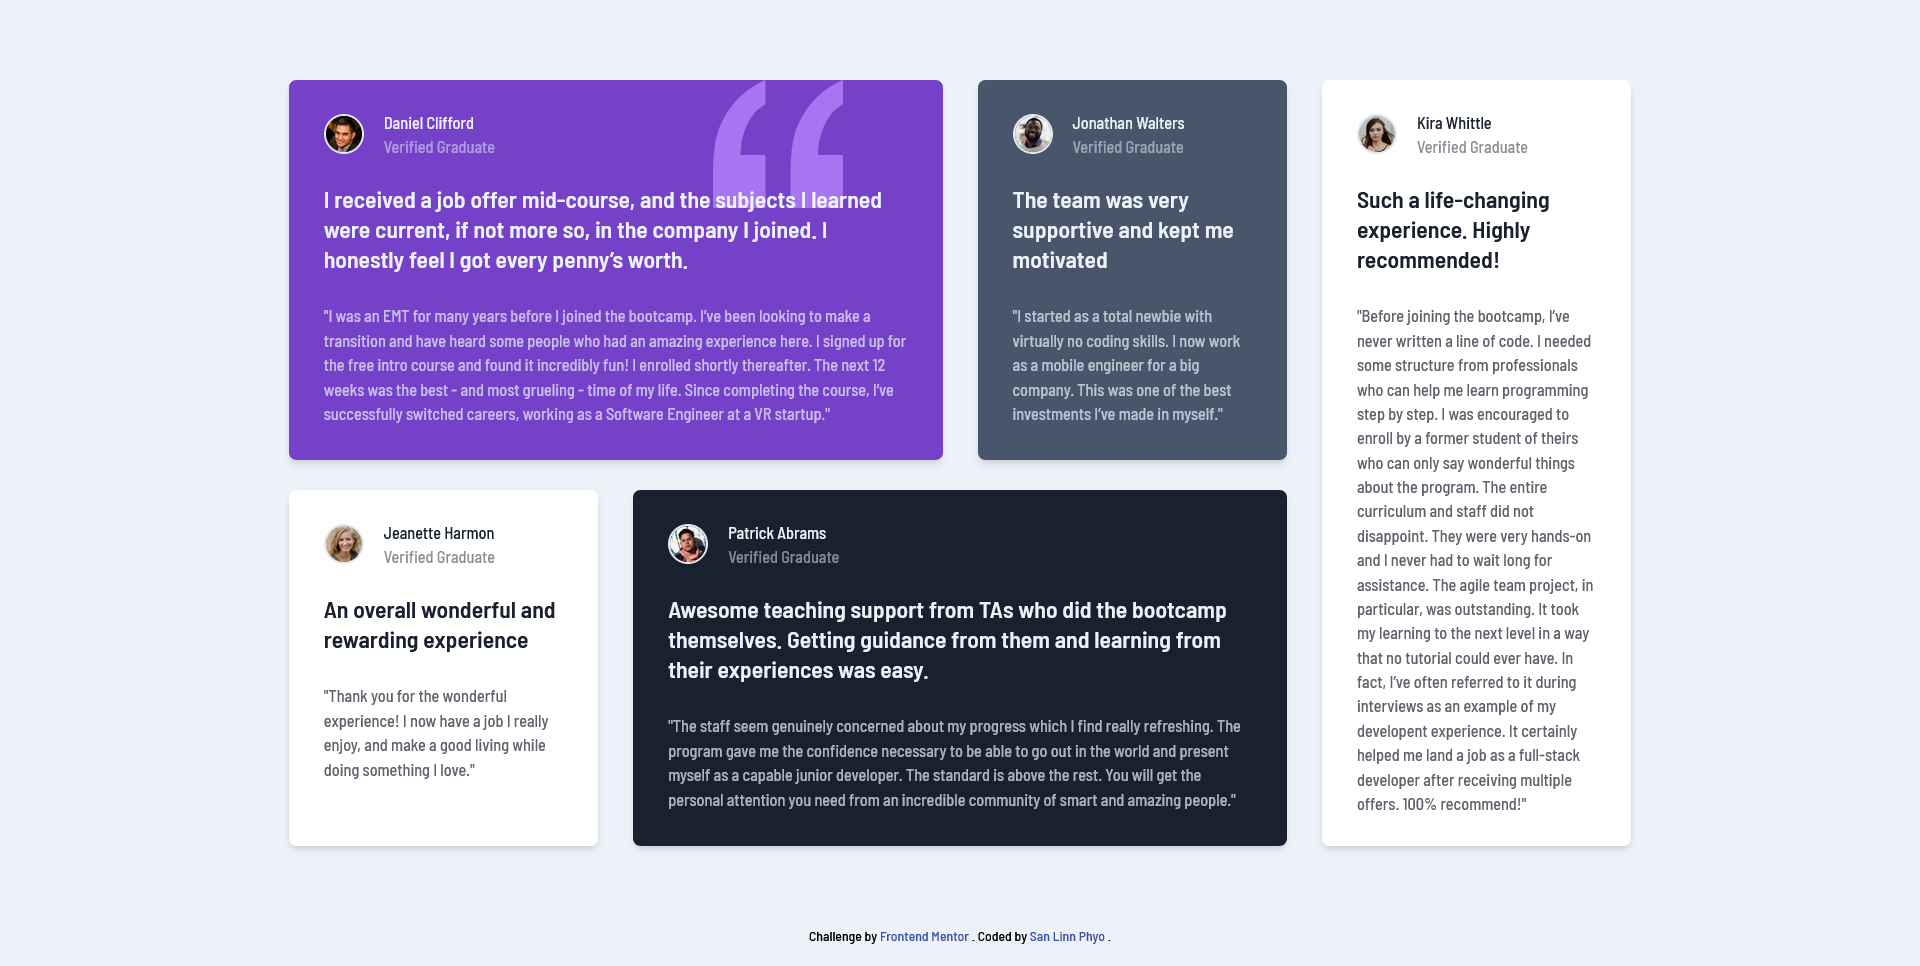 Daniel Clifford
Verified Graduate
I received a job offer mid-course, and the subjects I learned
were current, if not more so, in the company I joined. I
honestly feel I got every penny’s worth.
"I was an EMT for many years before I joined the bootcamp. I’ve been looking to make a
transition and have heard some people who had an amazing experience here. I signed up for
the free intro course and found it incredibly fun! I enrolled shortly thereafter. The next 12
weeks was the best - and most grueling - time of my life. Since completing the course, I’ve
successfully switched careers, working as a Software Engineer at a VR startup."
Jonathan Walters
Verified Graduate
The team was very
supportive and kept me
motivated
"I started as a total newbie with
virtually no coding skills. I now work
as a mobile engineer for a big
company. This was one of the best
investments I’ve made in myself."
Kira Whittle
Verified Graduate
Such a life-changing
experience. Highly
recommended!
"Before joining the bootcamp, I’ve
never written a line of code. I needed
some structure from professionals
who can help me learn programming
step by step. I was encouraged to
enroll by a former student of theirs
who can only say wonderful things
about the program. The entire
curriculum and staff did not
disappoint. They were very hands-on
and I never had to wait long for
assistance. The agile team project, in
particular, was outstanding. It took
my learning to the next level in a way
that no tutorial could ever have. In
fact, I’ve often referred to it during
interviews as an example of my
developent experience. It certainly
helped me land a job as a full-stack
developer after receiving multiple
offers. 100% recommend!"
Jeanette Harmon
Verified Graduate
An overall wonderful and
rewarding experience
"Thank you for the wonderful
experience! I now have a job I really
enjoy, and make a good living while
doing something I love."
Patrick Abrams
Verified Graduate
Awesome teaching support from TAs who did the bootcamp
themselves. Getting guidance from them and learning from
their experiences was easy.
"The staff seem genuinely concerned about my progress which I find really refreshing. The
program gave me the confidence necessary to be able to go out in the world and present
myself as a capable junior developer. The standard is above the rest. You will get the
personal attention you need from an incredible community of smart and amazing people."
Challenge by Frontend Mentor . Coded by San Linn Phyo .